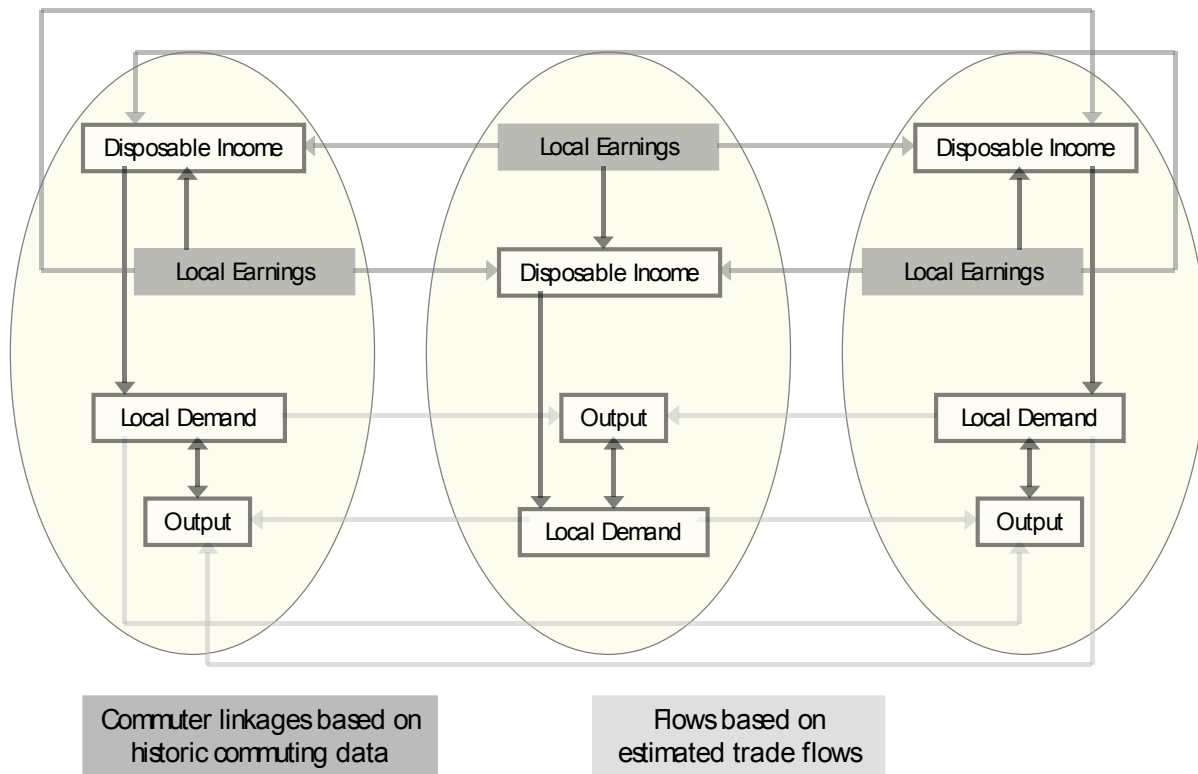 Disposable Income
Local Earnings
Disposable Income
Local Earnings
Disposable Income
Local Earnings
Local Demand
Output
Local Demand
Output
Local Demand
Output
Commuter linkages based on
historic commuting data
Flows based on
estimated trade flows